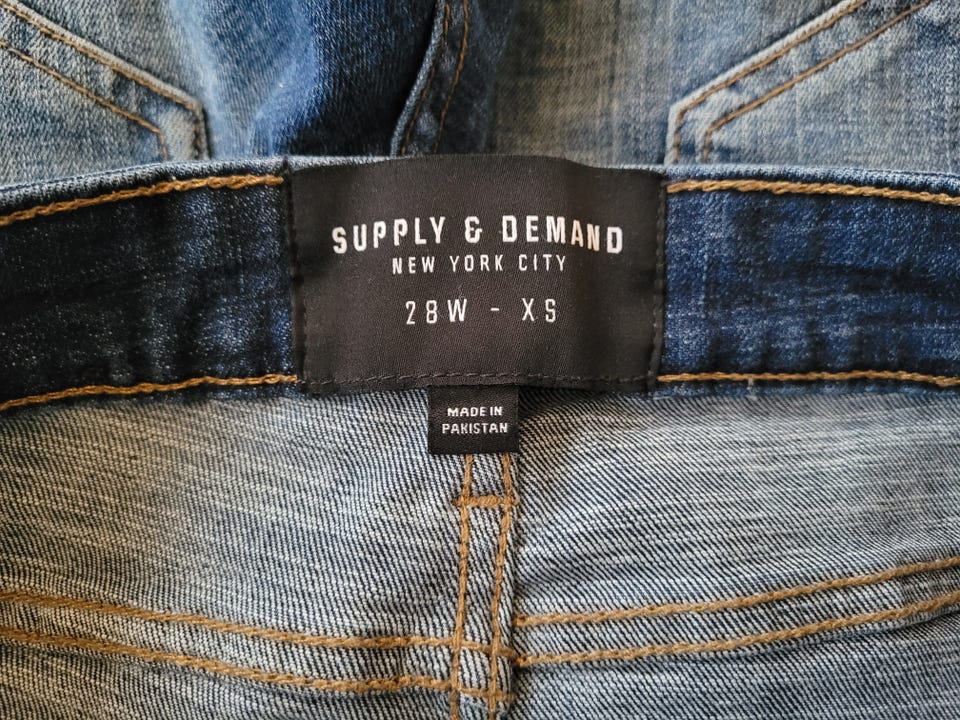 SUPPLY & DEMAND
NEW YORK CITY
28W - XS
MADE IN
PAKISTAN